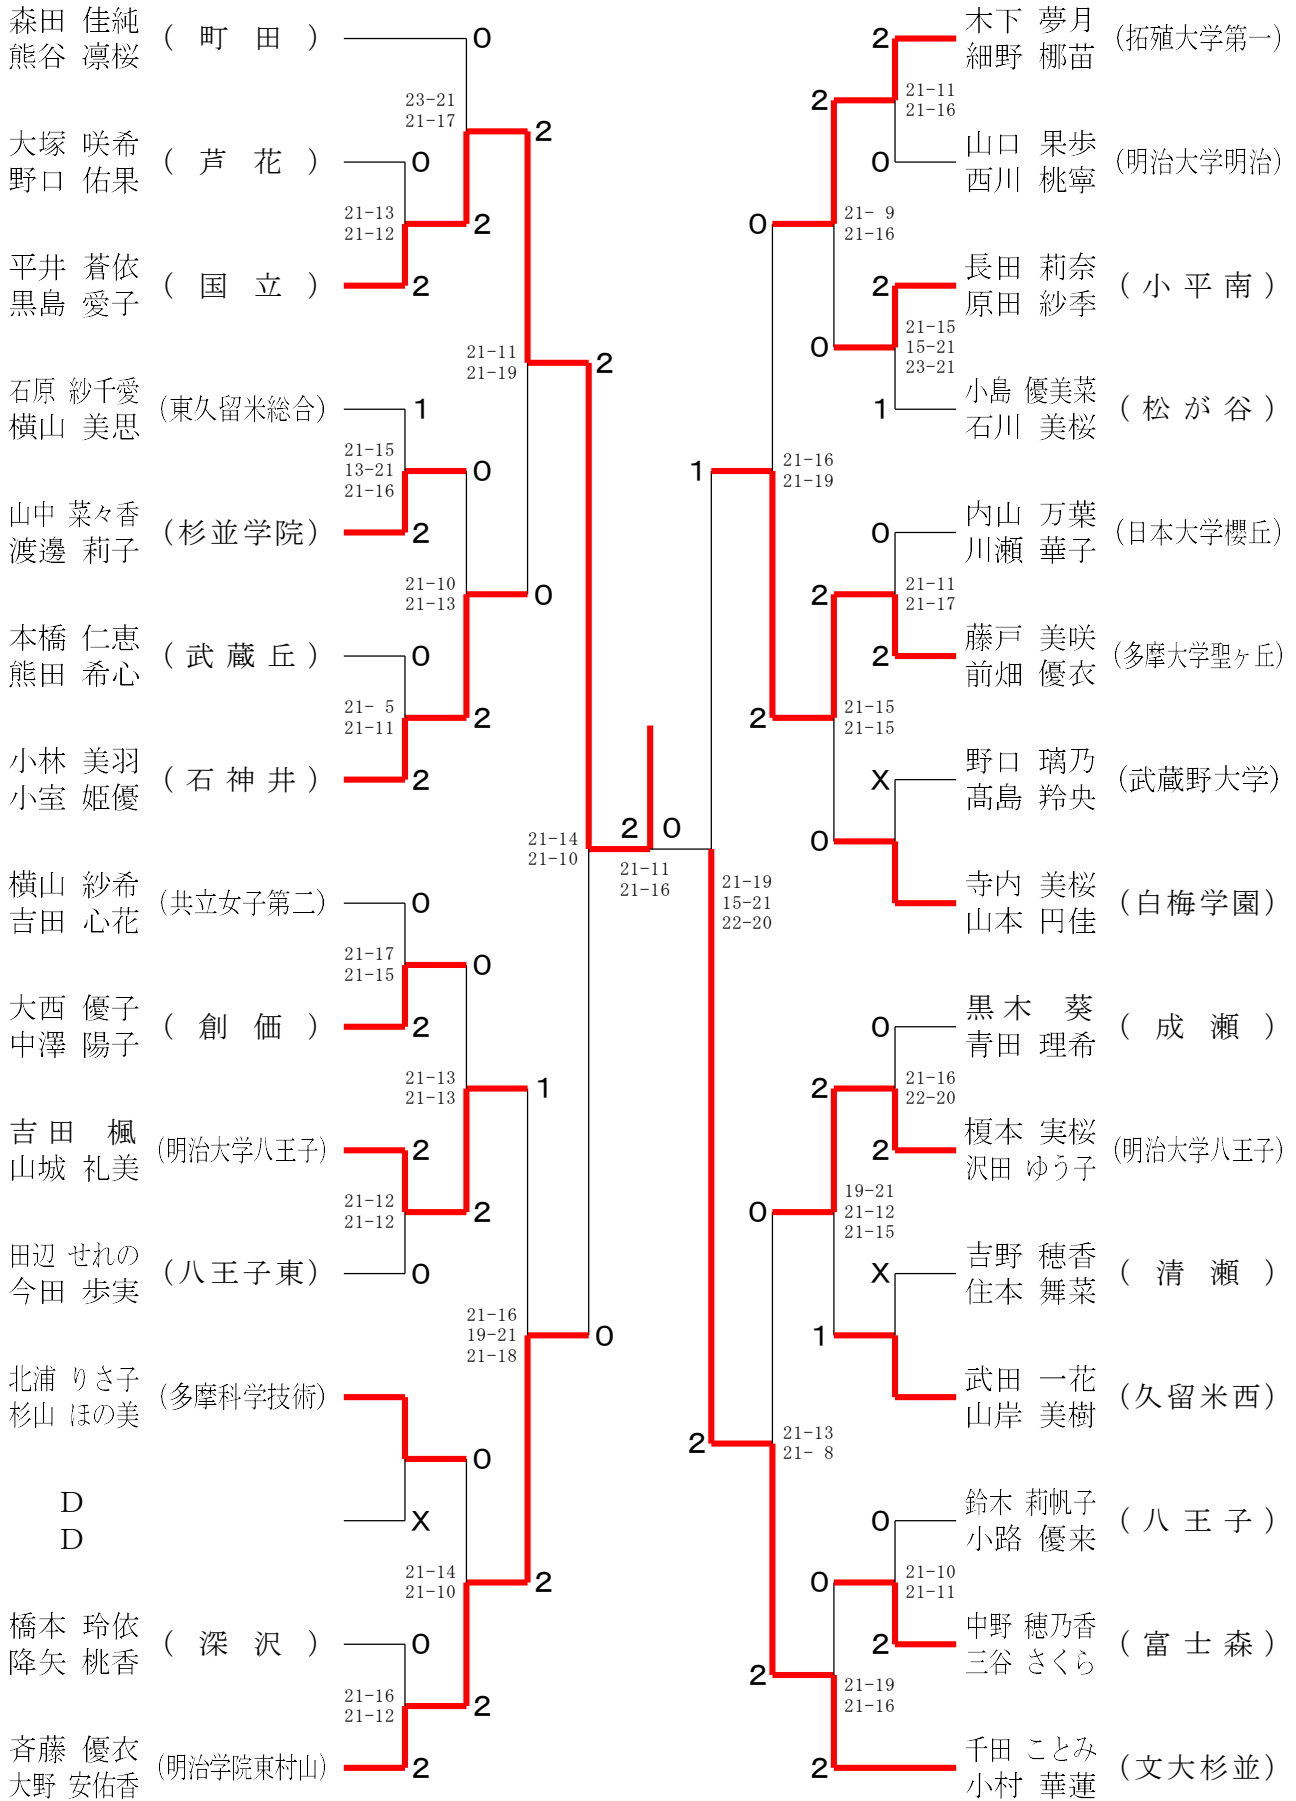 森田 佳純
熊谷 凛桜
( 町 田 )
0
23-21
21-17
2
大塚 咲希
野口 佑果
( 芦 花 )
0
21-13
21-12
2
平井 蒼依
黒島 愛子
( 国 立 )
2
21-11
21-19
2
石原 紗千愛
横山 美思
(東久留米総合)
1
21-15
13-21
21-16
0
山中 菜々香
渡邊 莉子
(杉並学院)
2
21-10
21-13
0
本橋 仁恵
熊田 希心
( 武 蔵 丘 )
0
21- 5
21-11
2
小林 美羽
小室 姫優
( 石 神 井 )
2
21-14
21-10
横山 紗希
吉田 心花
(共立女子第二)
0
21-17
21-15
0
大西 優子
中澤 陽子
( 創 価 )
2
21-13
21-13
1
吉 田 楓
山城 礼美
(明治大学八王子)
2
21-12
21-12
2
田辺 せれの
今田 歩実
(八王子東)
0
21-16
19-21
21-18
0
北浦 りさ子
杉山 ほの美
(多摩科学技術)
0
D
D
X
21-14
21-10
2
橋本 玲依
降矢 桃香
( 深 沢 )
0
21-16
21-12
2
斉藤 優衣
大野 安佑香
(明治学院東村山)
2
2 0
21-11
21-16
木下 夢月
細野 梛苗
(拓殖大学第一)
2
2
21-11
21-16
山口 果歩
西川 桃寧
(明治大学明治)
0
0
21- 9
21-16
長田 莉奈
原田 紗季
( 小 平 南 )
2
0
21-15
15-21
23-21
小島 優美菜
石川 美桜
( 松 が 谷 )
1
1
21-16
21-19
内山 万葉
川瀬 華子
(日本大学櫻丘)
0
2
21-11
21-17
藤戸 美咲
前畑 優衣
(多摩大学聖ヶ丘)
2
2
21-15
21-15
野口 璃乃
髙島 羚央
(武蔵野大学)
X
0
寺内 美桜
山本 円佳
(白梅学園)
21-19
15-21
22-20
黒 木 葵
青田 理希
( 成 瀬 )
0
2
21-16
22-20
榎本 実桜
沢田 ゆう子
(明治大学八王子)
2
0
19-21
21-12
21-15
吉野 穂香
住本 舞菜
( 清 瀬 )
X
1
武田 一花
山岸 美樹
(久留米西)
2
21-13
21- 8
鈴木 莉帆子
小路 優来
( 八 王 子 )
0
0
21-10
21-11
中野 穂乃香
三谷 さくら
( 富 士 森 )
2
2
21-19
21-16
千田 ことみ
小村 華蓮
(文大杉並)
2